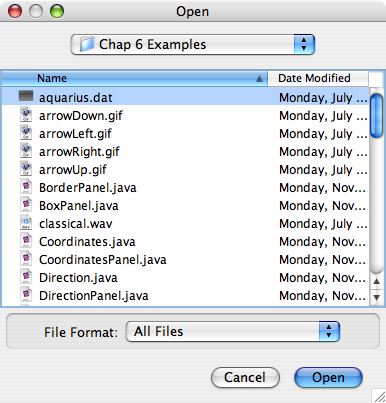 Open
Chap 6 Examples
Name Date Modified
aquarius.dat Monday, July ...
arrowDown.gif Monday, July ...
arrowLeft.gif Monday, July ...
arrowRight.gif Monday, July ...
arrowUp.gif Monday, July ...
BorderPanel.java Monday, Nov...
BoxPanel.java Monday, Nov...
classical.wav Monday, July ...
Coordinates.java Monday, Nov...
CoordinatesPanel.java Monday, Nov...
Direction.java Monday, Nov...
DirectionPanel.java Monday, Nov...
File Format: All Files
Cancel Open